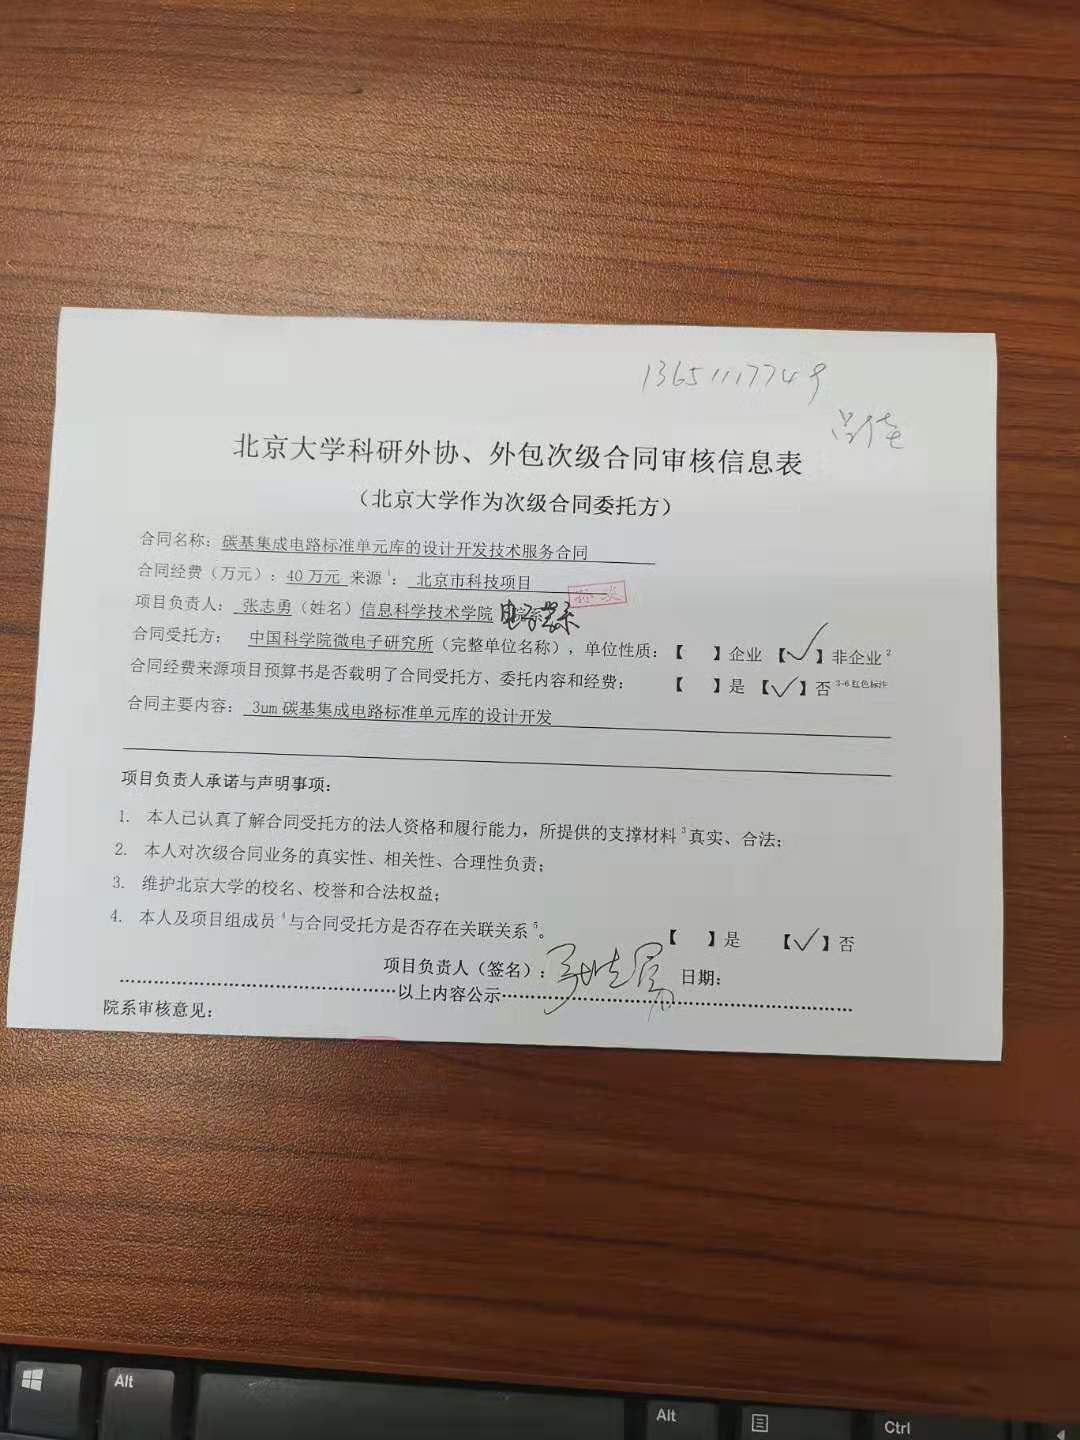 13651117749
北京大学科研外协、外包次级合同审核信息表
（北京大学作为次级合同委托方）
合同名称：碳基集成电路标准单元库的设计开发技术服务合同
合同经费（万元）：40万元 来源1： 北京市科技项目
项目负责人： 张志勇（姓名）信息科学技术学院 电子学系
合同受托方： 中国科学院微电子研究所（完整单位名称），单位性质：【 】企业 【√】非企业2
合同经费来源项目预算书是否载明了合同受托方、委托内容和经费： 【 】是 【√】否
合同主要内容： 3um 碳基集成电路标准单元库的设计开发
项目负责人承诺与声明事项：
1. 本人已认真了解合同受托方的法人资格和履行能力，所提供的支撑材料3真实、合法；
2. 本人对次级合同业务的真实性、相关性、合理性负责；
3. 维护北京大学的校名、校誉和合法权益；
4. 本人及项目组成员4与合同受托方是否存在关联关系5。 【 】是 【√】否
项目负责人（签名）： 日期：
以上内容公示
院系审核意见：
Alt
Alt
Ctrl